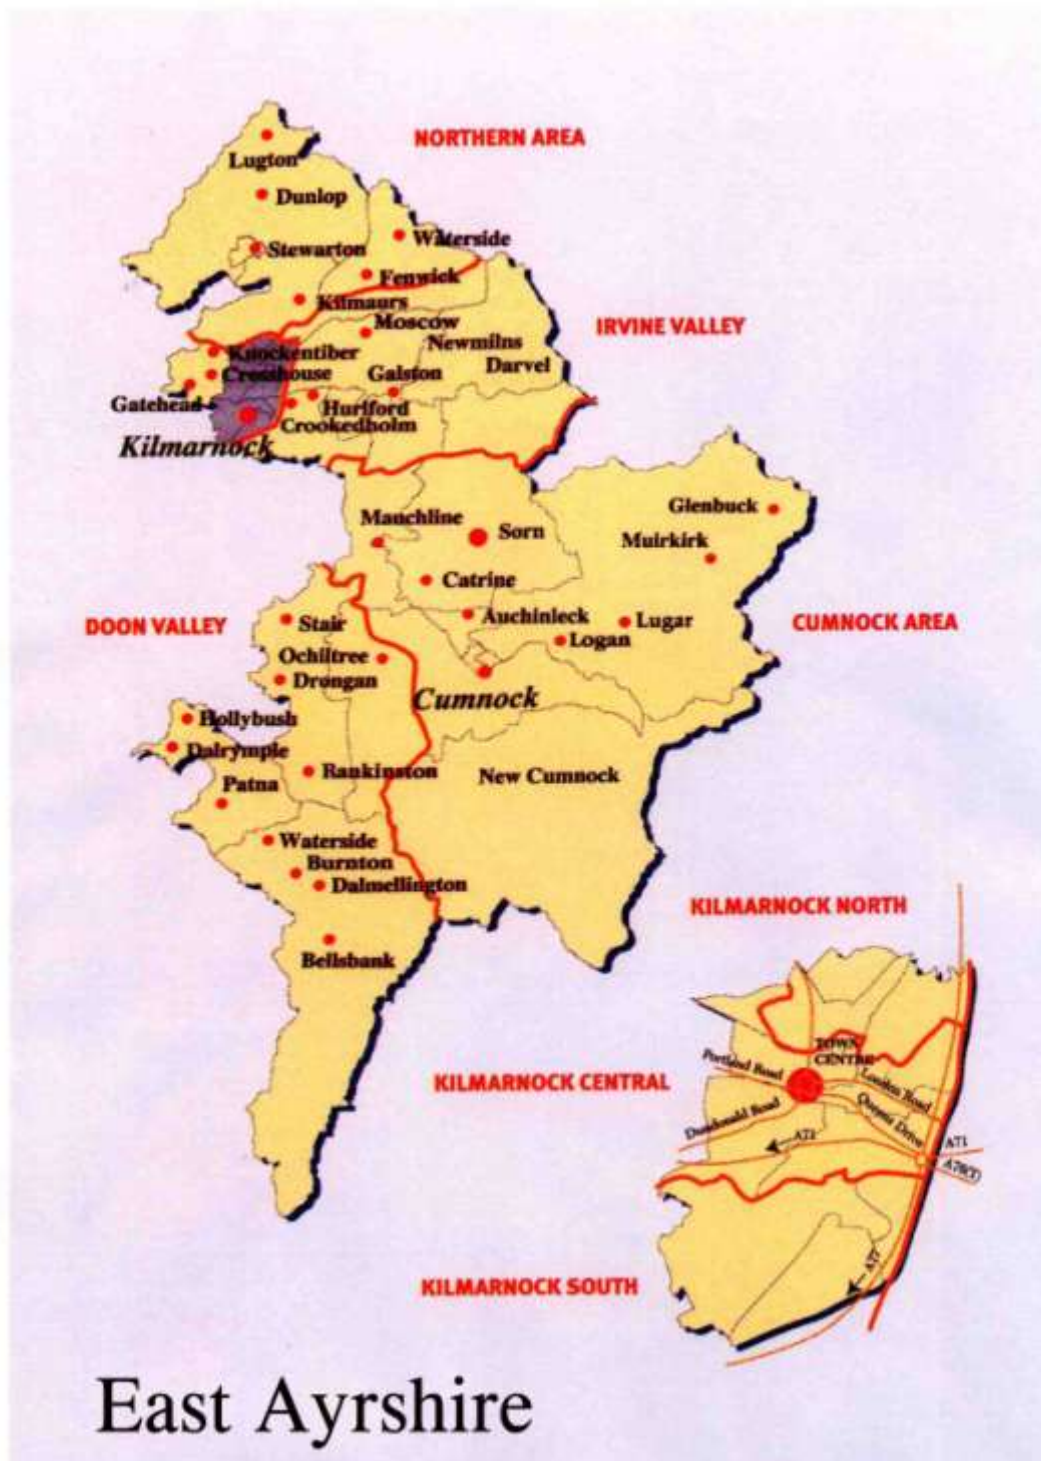 NORTHERN AREA
Lugton
Dunlop
Waterside
Stewarton
Fenwick
Kilmaurs
Moscow
IRVINE VALLEY
Newmilns
Knockentiber
Darvel
Crosshouse
Galston
Gatehead
Hurlford
Crookedholm
Kilmarnock
Glenbuck
Mauchline
Sorn
Muirkirk
Catrine
Auchinleck
Lugar
DOON VALLEY
Stair
CUMNOCK AREA
Logan
Ochiltree
Drongan
Cumnock
Hollybush
Dalrymple
Rankinston
New Cumnock
Patna
Waterside
Burnton
Dalmellington
KILMARNOCK NORTH
Bellsbank
TOWN
CENTRE
Portland Road
London Road
KILMARNOCK CENTRAL
Queens Drive
Dundonald Road
A71
A71
A76(T)
A77
KILMARNOCK SOUTH
East Ayrshire